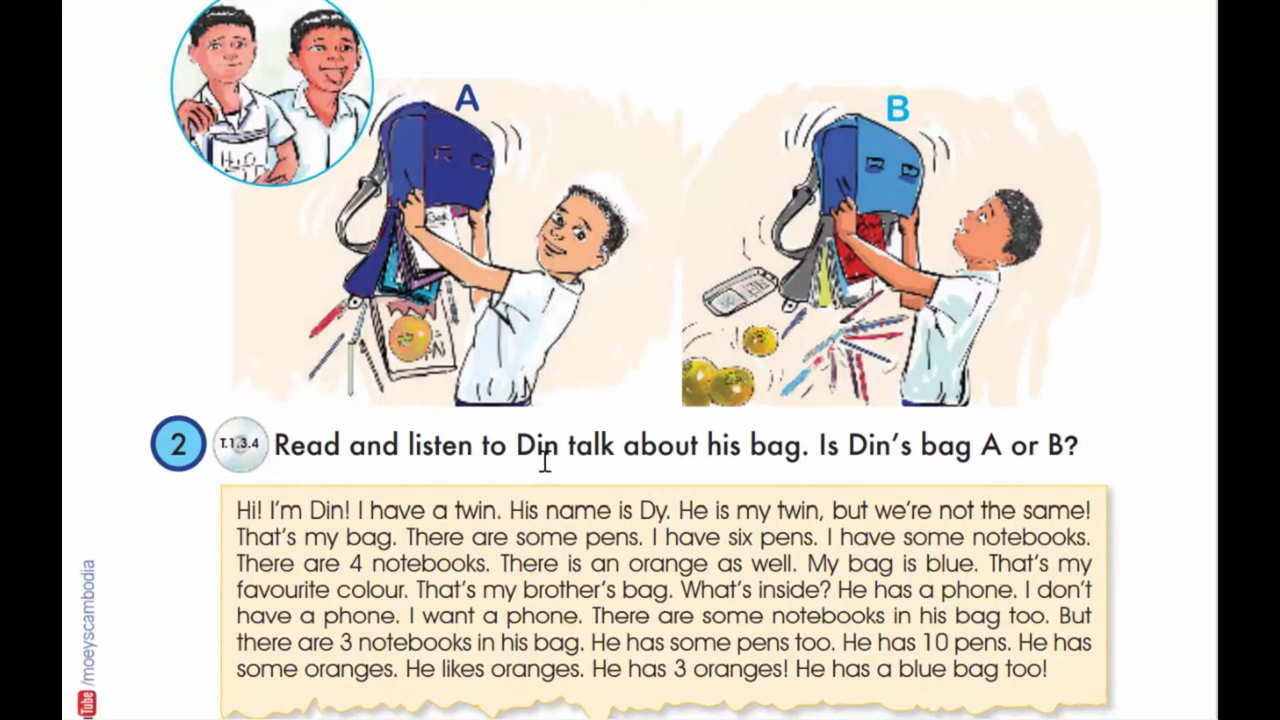 A
B
2 T.1.3.4 Read and listen to Din talk about his bag. Is Din's bag A or B?
Hi! I'm Din! I have a twin. His name is Dy. He is my twin, but we're not the same!
That's my bag. There are some pens. I have six pens. I have some notebooks.
There are 4 notebooks. There is an orange as well. My bag is blue. That's my
favourite colour. That's my brother's bag. What's inside? He has a phone. I don't
have a phone. I want a phone. There are some notebooks in his bag too. But
there are 3 notebooks in his bag. He has some pens too. He has 10 pens. He has
some oranges. He likes oranges. He has 3 oranges! He has a blue bag too!
/moeyscambodia